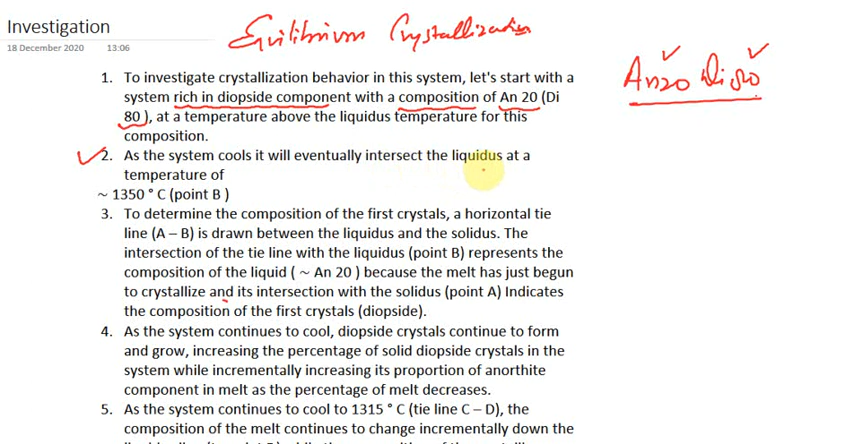 Investigation
18 December 2020 13:06
Equilibrium Crystallization
An20 Di80
1. To investigate crystallization behavior in this system, let's start with a
system rich in diopside component with a composition of An 20 (Di
80 ), at a temperature above the liquidus temperature for this
composition.
2. As the system cools it will eventually intersect the liquidus at a
temperature of
~ 1350 ° C (point B )
3. To determine the composition of the first crystals, a horizontal tie
line (A – B) is drawn between the liquidus and the solidus. The
intersection of the tie line with the liquidus (point B) represents the
composition of the liquid ( ~ An 20 ) because the melt has just begun
to crystallize and its intersection with the solidus (point A) Indicates
the composition of the first crystals (diopside).
4. As the system continues to cool, diopside crystals continue to form
and grow, increasing the percentage of solid diopside crystals in the
system while incrementally increasing its proportion of anorthite
component in melt as the percentage of melt decreases.
5. As the system continues to cool to 1315 ° C (tie line C – D), the
composition of the melt continues to change incrementally down the